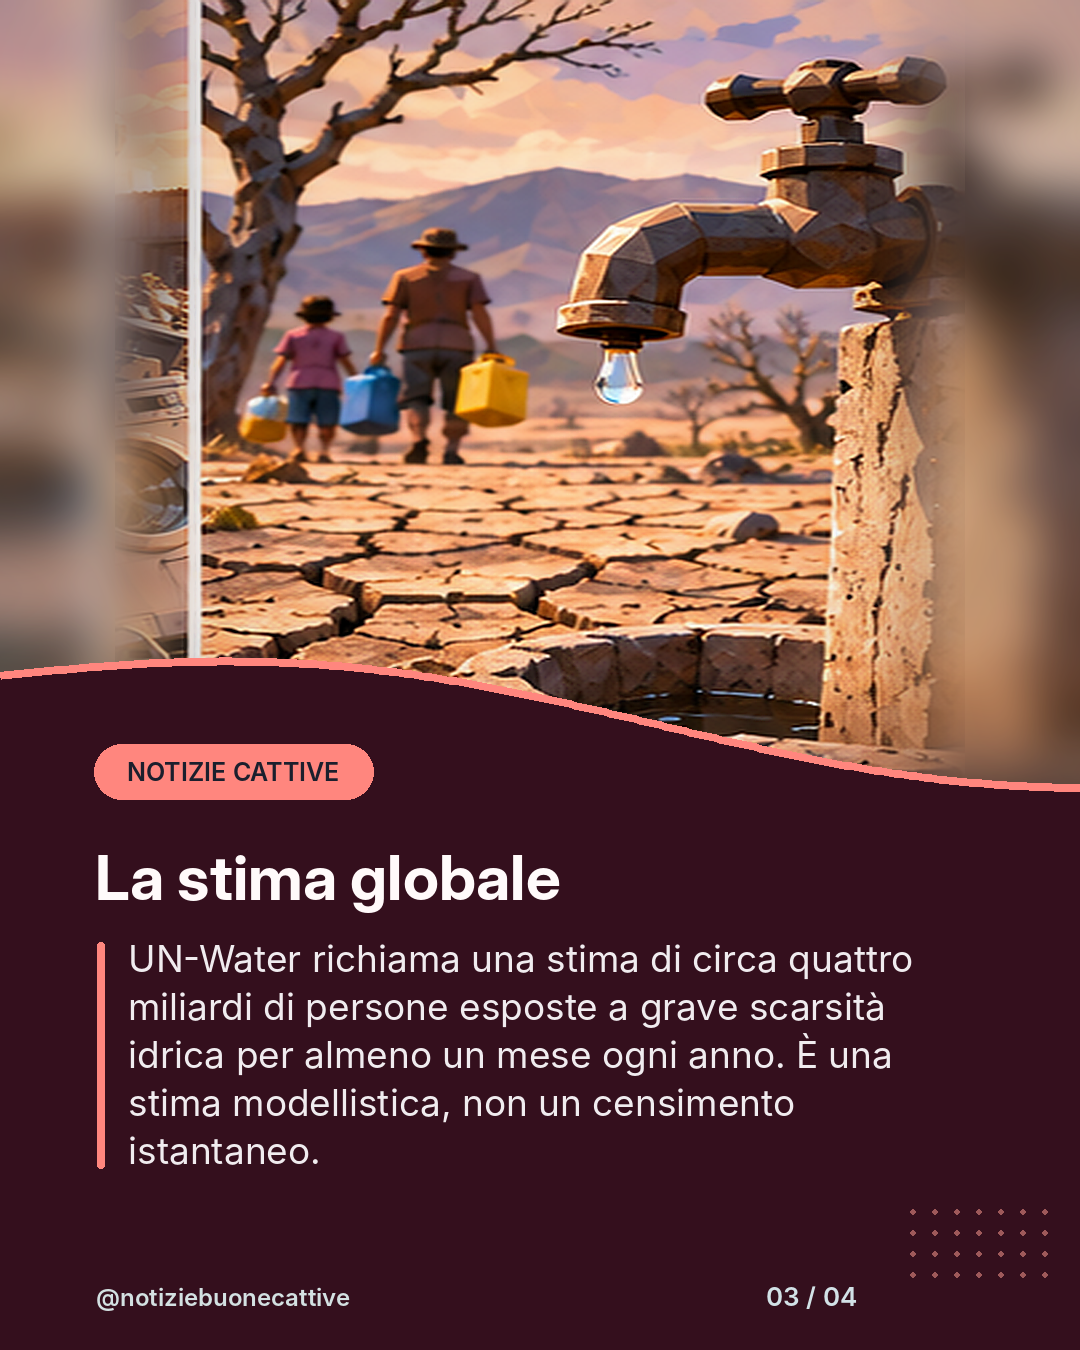 NOTIZIE CATTIVE
La stima globale
UN-Water richiama una stima di circa quattro
miliardi di persone esposte a grave scarsità
idrica per almeno un mese ogni anno. È una
stima modellistica, non un censimento
istantaneo.
@notiziebuonecattive
03 / 04